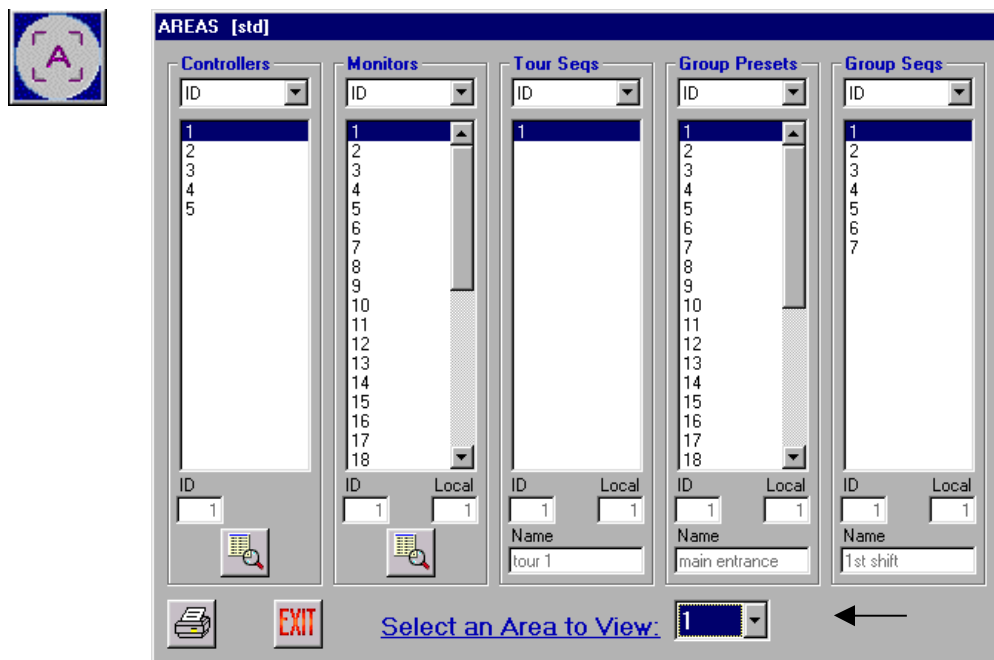 A
AREAS [std]
Controllers
ID
1
2
3
4
5
ID
1
Monitors
ID
1
2
3
4
5
6
7
8
9
10
11
12
13
14
15
16
17
18
ID Local
1 1
Tour Seqs
ID
1
ID Local
1 1
Name
tour 1
Group Presets
ID
1
2
3
4
5
6
7
8
9
10
11
12
13
14
15
16
17
18
ID Local
1 1
Name
main entrance
Group Seqs
ID
1
2
3
4
5
6
7
ID Local
1 1
Name
1st shift
EXIT
Select an Area to View: 1